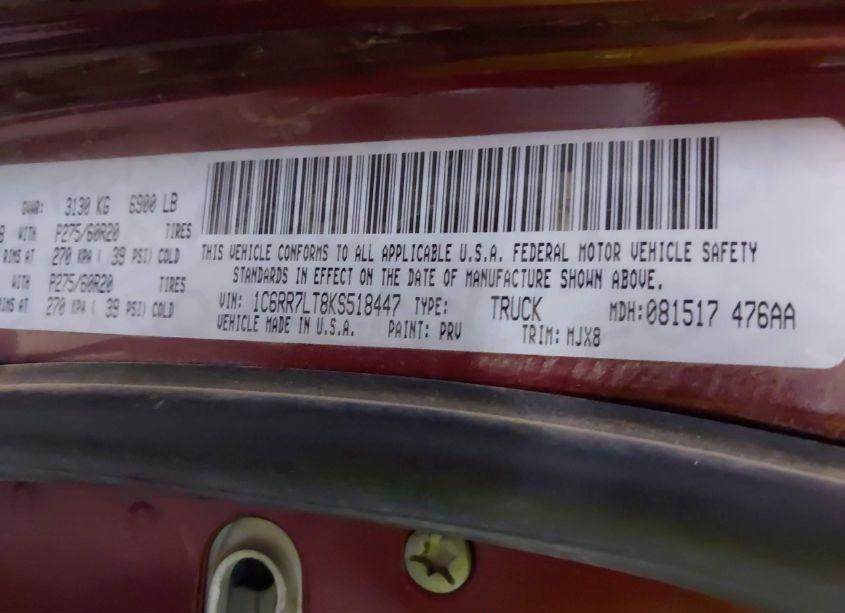 GVWR: 3130 KG 6900 LB
WITH P275/60R20 TIRES
RIMS AT 270 KPA ( 39 PSI) COLD
WITH P275/60R20 TIRES
RIMS AT 270 KPA ( 39 PSI) COLD
THIS VEHICLE CONFORMS TO ALL APPLICABLE U.S.A. FEDERAL MOTOR VEHICLE SAFETY
STANDARDS IN EFFECT ON THE DATE OF MANUFACTURE SHOWN ABOVE.
VIN: 1C6RR7LT8KS518447 TYPE: TRUCK MDH:081517 476AA
VEHICLE MADE IN U.S.A. PAINT: PRV TRIM: MJX8